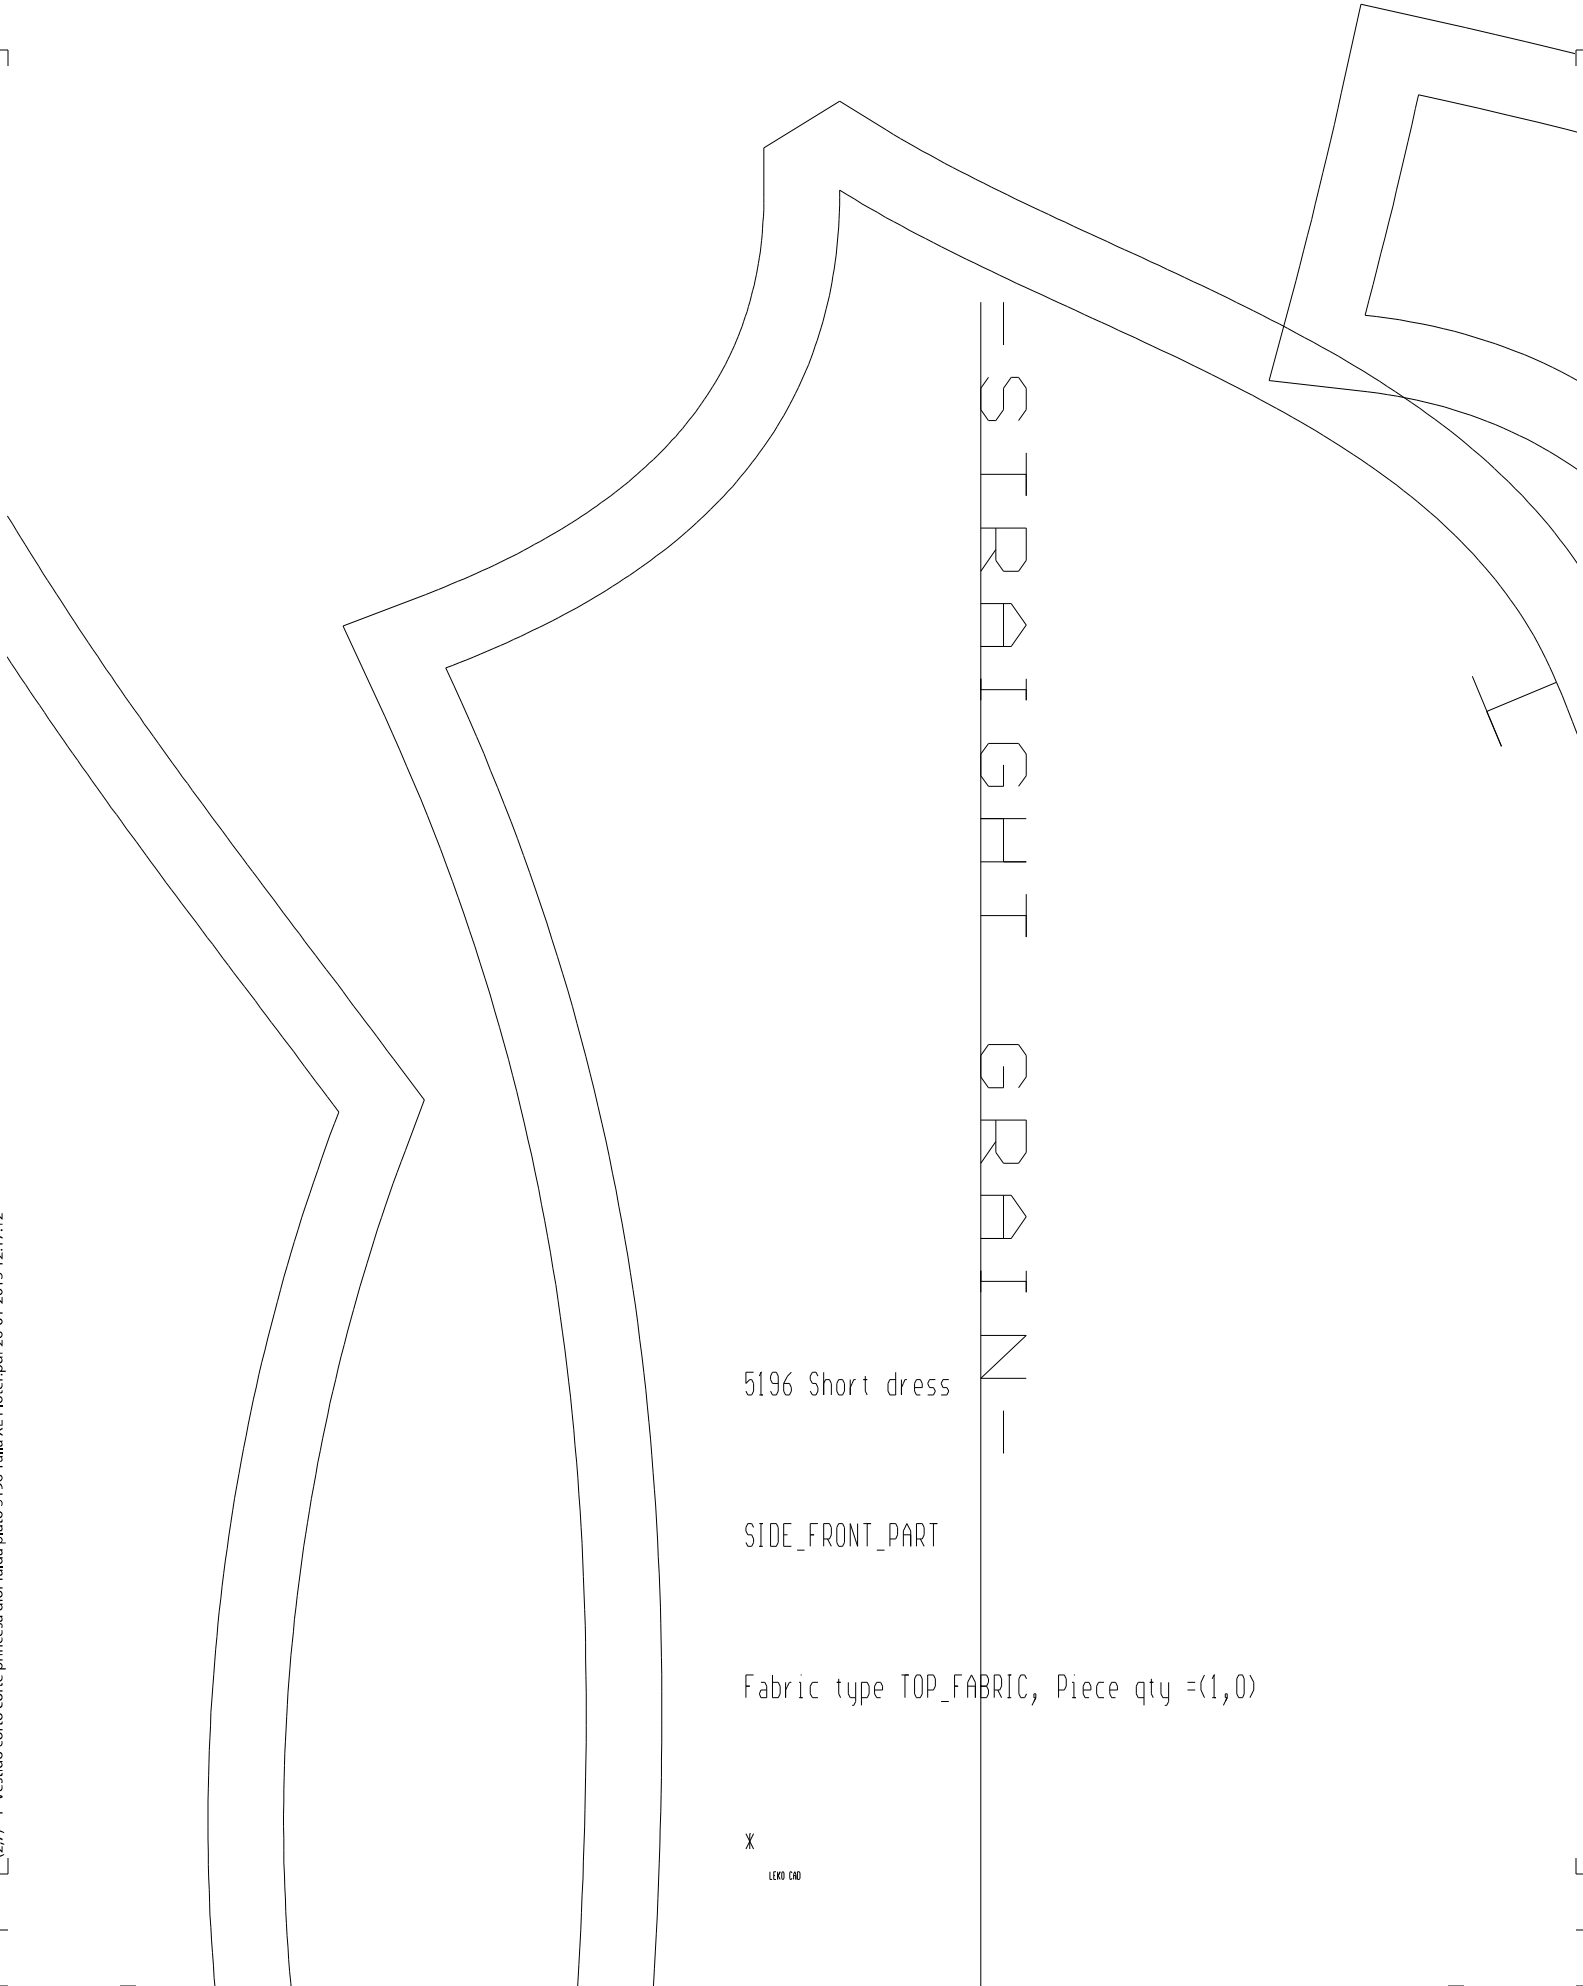 -STRAIGHT GRAIN-
5196 Short dress
SIDE_FRONT_PART
Fabric type TOP_FABRIC, Piece qty =(1,0)
*
LEKO CAD